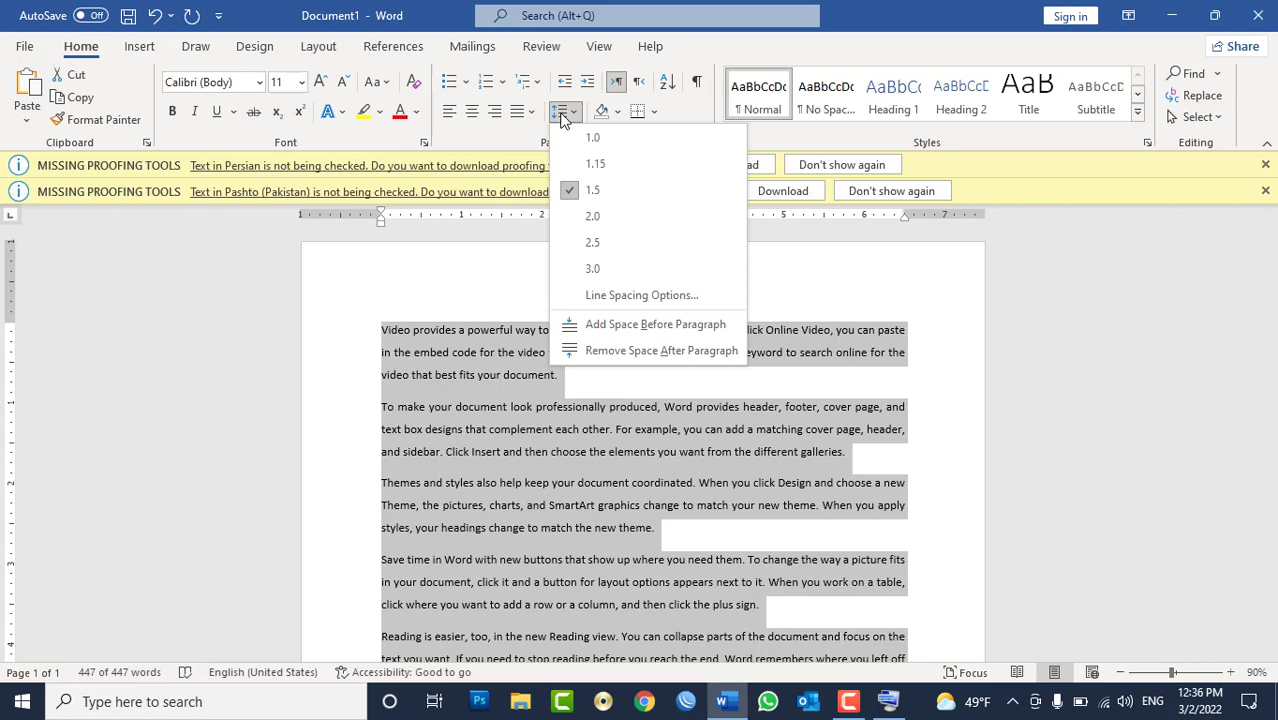 AutoSave Off Document1 - Word Search (Alt+Q) Sign in
File Home Insert Draw Design Layout References Mailings Review View Help Share
Paste Cut Copy Format Painter Clipboard
Calibri (Body) 11 Aa B I U ab A Font
AaBbCcDc ¶ Normal AaBbCcDc ¶ No Spac... AaBbCc Heading 1 AaBbCcC Heading 2 AaB Title AaBbCcC Subtitle Styles
Find Replace Select Editing
MISSING PROOFING TOOLS Text in Persian is not being checked. Do you want to download proofing Don't show again
MISSING PROOFING TOOLS Text in Pashto (Pakistan) is not being checked. Do you want to download Download Don't show again
1.0
1.15
1.5
2.0
2.5
3.0
Line Spacing Options...
Add Space Before Paragraph
Remove Space After Paragraph
Video provides a powerful way to click Online Video, you can paste
in the embed code for the video keyword to search online for the
video that best fits your document.
To make your document look professionally produced, Word provides header, footer, cover page, and
text box designs that complement each other. For example, you can add a matching cover page, header,
and sidebar. Click Insert and then choose the elements you want from the different galleries.
Themes and styles also help keep your document coordinated. When you click Design and choose a new
Theme, the pictures, charts, and SmartArt graphics change to match your new theme. When you apply
styles, your headings change to match the new theme.
Save time in Word with new buttons that show up where you need them. To change the way a picture fits
in your document, click it and a button for layout options appears next to it. When you work on a table,
click where you want to add a row or a column, and then click the plus sign.
Reading is easier, too, in the new Reading view. You can collapse parts of the document and focus on the
text you want. If you need to stop reading before you reach the end, Word remembers where you left off
Page 1 of 1 447 of 447 words English (United States) Accessibility: Good to go Focus 90%
Type here to search 49°F ENG 12:36 PM
3/2/2022